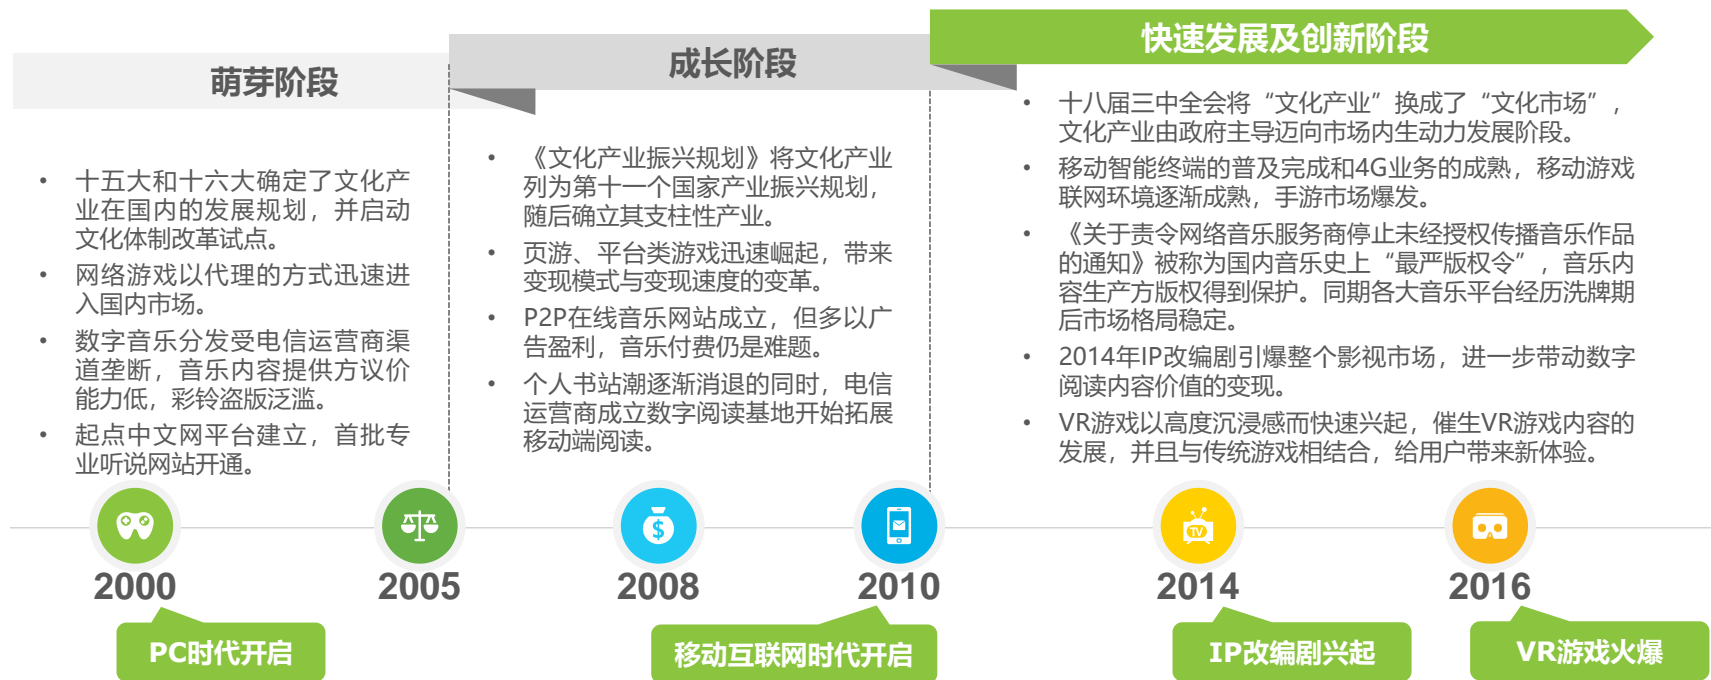 萌芽阶段
十五大和十六大确定了文化产
业在国内的发展规划，并启动
文化体制改革试点。
网络游戏以代理的方式迅速进
入国内市场。
数字音乐分发受电信运营商渠
道垄断，音乐内容提供方议价
能力低，彩铃盗版泛滥。
起点中文网平台建立，首批专
业听说网站开通。
成长阶段
《文化产业振兴规划》将文化产业
列为第十一个国家产业振兴规划，
随后确立其支柱性产业。
页游、平台类游戏迅速崛起，带来
变现模式与变现速度的变革。
P2P在线音乐网站成立，但多以广
告盈利，音乐付费仍是难题。
个人书站潮逐渐消退的同时，电信
运营商成立数字阅读基地开始拓展
移动端阅读。
快速发展及创新阶段
十八届三中全会将“文化产业”换成了“文化市场”，
文化产业由政府主导迈向市场内生动力发展阶段。
移动智能终端的普及完成和4G业务的成熟，移动游戏
联网环境逐渐成熟，手游市场爆发。
《关于责令网络音乐服务商停止未经授权传播音乐作品
的通知》被称为国内音乐史上“最严版权令”，音乐内
容生产方版权得到保护。同期各大音乐平台经历洗牌期
后市场格局稳定。
2014年IP改编剧引爆整个影视市场，进一步带动数字
阅读内容价值的变现。
VR游戏以高度沉浸感而快速兴起，催生VR游戏内容的
发展，并且与传统游戏相结合，给用户带来新体验。
$
TV
2000
2005
2008
2010
2014
2016
PC时代开启
移动互联网时代开启
IP改编剧兴起
VR游戏火爆